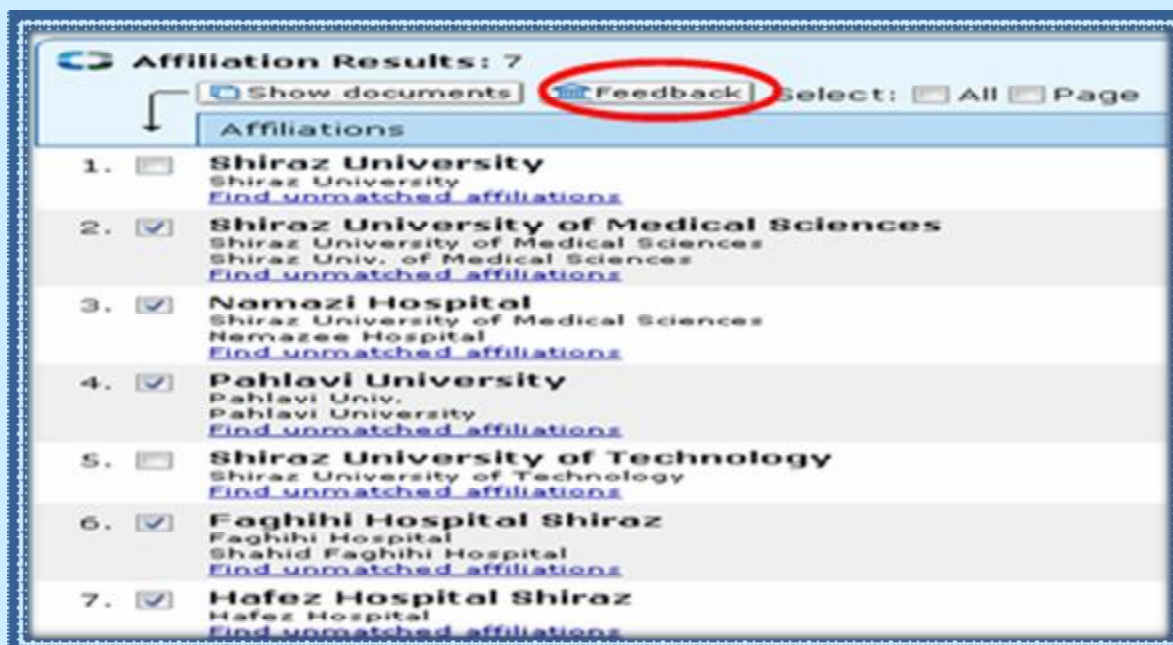 Affiliation Results: 7
Show documents Feedback Select: All Page
Affiliations
1. Shiraz University
Shiraz University
Find unmatched affiliations
2. Shiraz University of Medical Sciences
Shiraz University of Medical Sciences
Shiraz Univ. of Medical Sciences
Find unmatched affiliations
3. Namazi Hospital
Shiraz University of Medical Sciences
Nemazee Hospital
Find unmatched affiliations
4. Pahlavi University
Pahlavi Univ.
Pahlavi University
Find unmatched affiliations
5. Shiraz University of Technology
Shiraz University of Technology
Find unmatched affiliations
6. Faghihi Hospital Shiraz
Faghihi Hospital
Shahid Faghihi Hospital
Find unmatched affiliations
7. Hafez Hospital Shiraz
Hafez Hospital
Find unmatched affiliations